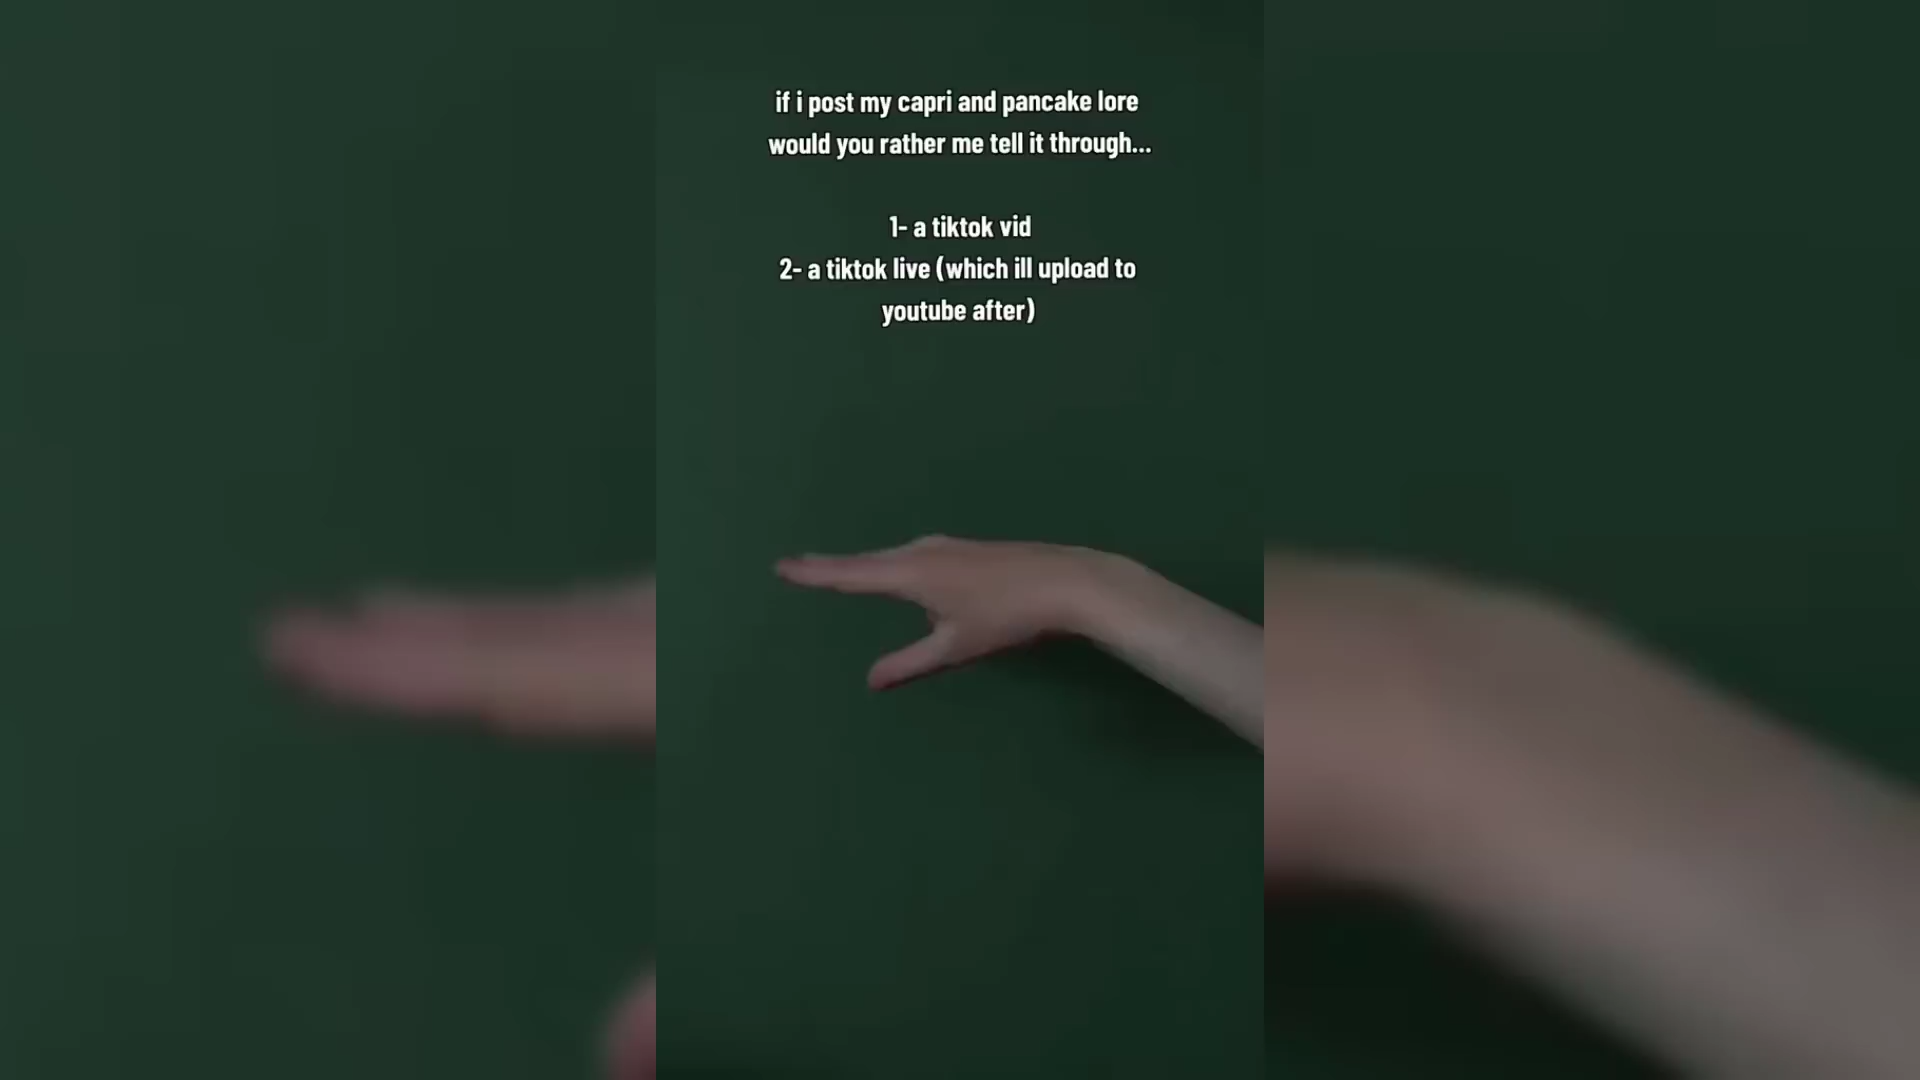 if i post my capri and pancake lore
would you rather me tell it through...
1- a tiktok vid
2- a tiktok live (which ill upload to
youtube after)